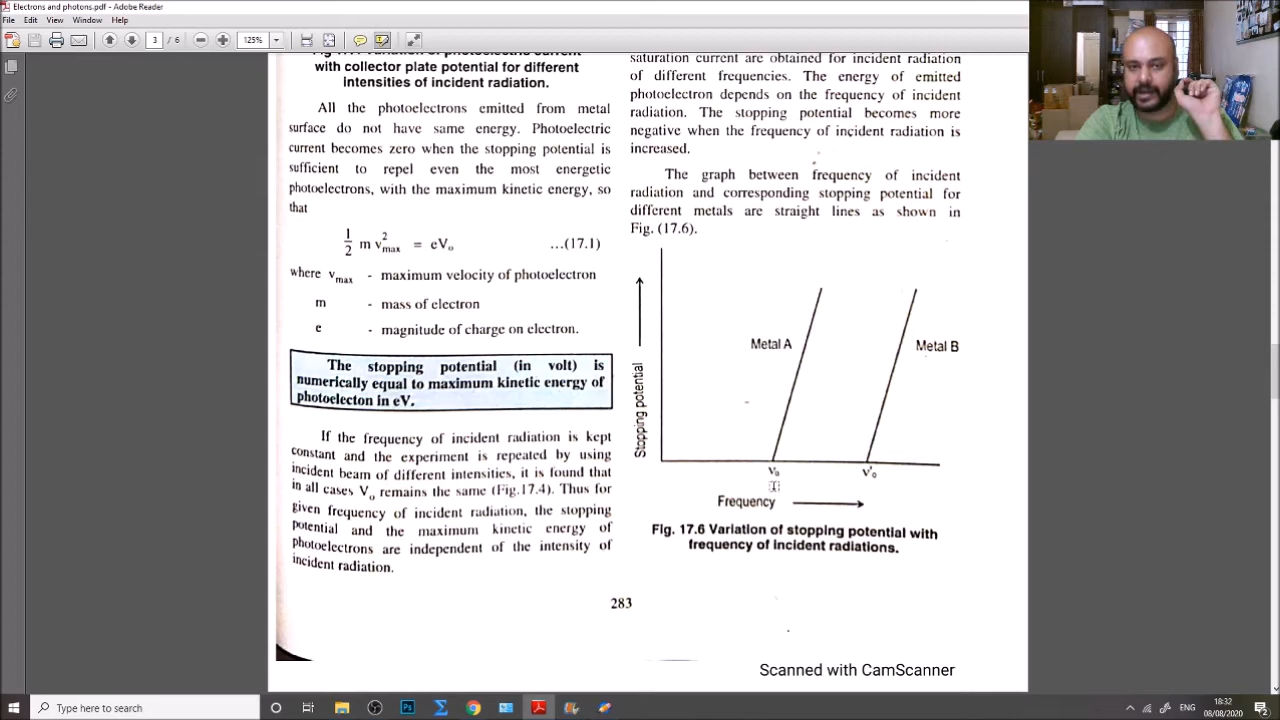 Electrons and photons.pdf - Adobe Reader
File Edit View Window Help
3 / 6 125%
with collector plate potential for different
intensities of incident radiation.
All the photoelectrons emitted from metal
surface do not have same energy. Photoelectric
current becomes zero when the stopping potential is
sufficient to repel even the most energetic
photoelectrons, with the maximum kinetic energy, so
that
1/2 m v²max = eV₀ ...(17.1)
where vmax - maximum velocity of photoelectron
m - mass of electron
e - magnitude of charge on electron.
The stopping potential (in volt) is
numerically equal to maximum kinetic energy of
photoelecton in eV.
If the frequency of incident radiation is kept
constant and the experiment is repeated by using
incident beam of different intensities, it is found that
in all cases V₀ remains the same (Fig.17.4). Thus for
given frequency of incident radiation, the stopping
potential and the maximum kinetic energy of
photoelectrons are independent of the intensity of
incident radiation.
saturation current are obtained for incident radiation
of different frequencies. The energy of emitted
photoelectron depends on the frequency of incident
radiation. The stopping potential becomes more
negative when the frequency of incident radiation is
increased.
The graph between frequency of incident
radiation and corresponding stopping potential for
different metals are straight lines as shown in
Fig. (17.6).
Stopping potential
Metal A
Metal B
ν₀
ν'₀
Frequency
Fig. 17.6 Variation of stopping potential with
frequency of incident radiations.
283
Scanned with CamScanner
Type here to search
Ps
ENG
18:32
08/08/2020
2